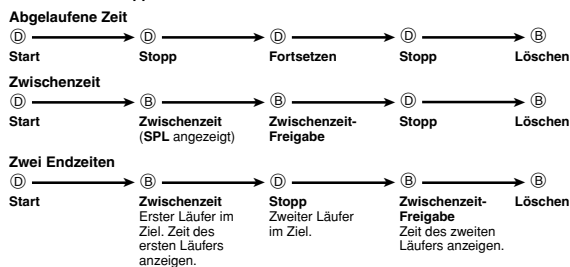 Abgelaufene Zeit
Ⓓ Ⓓ Ⓓ Ⓓ Ⓑ
Start Stopp Fortsetzen Stopp Löschen
Zwischenzeit
Ⓓ Ⓑ Ⓑ Ⓓ Ⓑ
Start Zwischenzeit (SPL angezeigt) Zwischenzeit-Freigabe Stopp Löschen
Zwei Endzeiten
Ⓓ Ⓑ Ⓓ Ⓑ Ⓑ
Start Zwischenzeit Stopp Zwischenzeit- Löschen
Erster Läufer im Zweiter Läufer Freigabe
Ziel. Zeit des im Ziel. Zeit des zweiten
ersten Läufers Läufers anzeigen.
anzeigen.